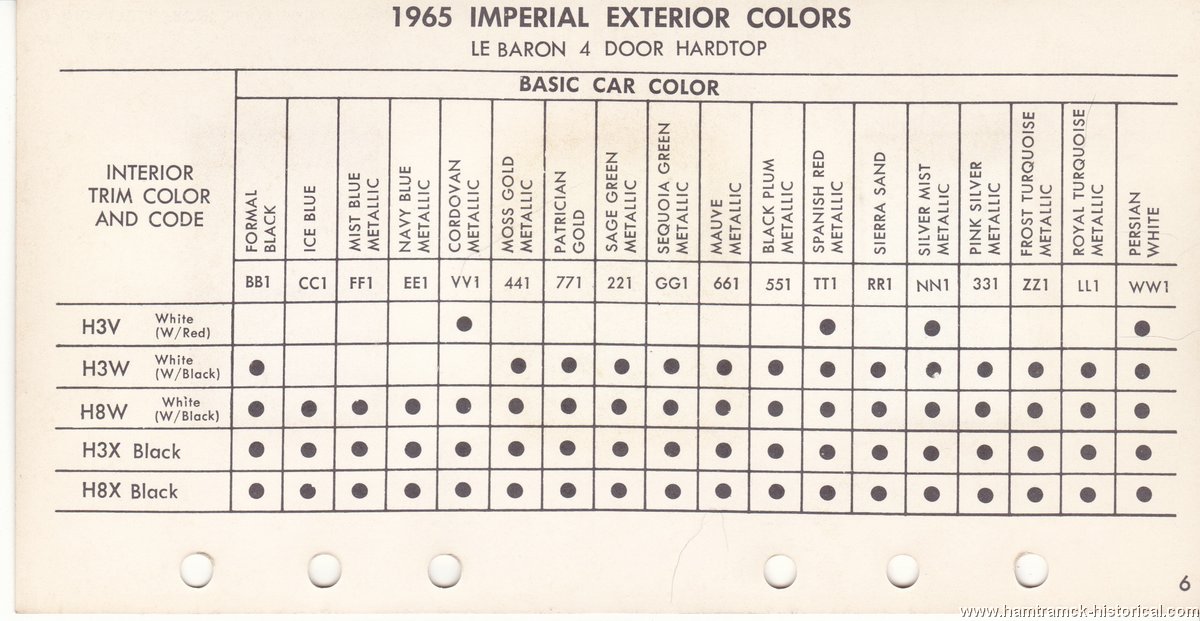 1965 IMPERIAL EXTERIOR COLORS
LE BARON 4 DOOR HARDTOP
BASIC CAR COLOR
INTERIOR
TRIM COLOR
AND CODE
FORMAL
BLACK
ICE BLUE
MIST BLUE
METALLIC
NAVY BLUE
METALLIC
CORDOVAN
METALLIC
MOSS GOLD
METALLIC
PATRICIAN
GOLD
SAGE GREEN
METALLIC
SEQUOIA GREEN
METALLIC
MAUVE
METALLIC
BLACK PLUM
METALLIC
SPANISH RED
METALLIC
SIERRA SAND
SILVER MIST
METALLIC
PINK SILVER
METALLIC
FROST TURQUOISE
METALLIC
ROYAL TURQUOISE
METALLIC
PERSIAN
WHITE
BB1 CC1 FF1 EE1 VV1 441 771 221 GG1 661 551 TT1 RR1 NN1 331 ZZ1 LL1 WW1
H3V White
(W/Red)
H3W White
(W/Black)
H8W White
(W/Black)
H3X Black
H8X Black
6
www.hamtramck-historical.com